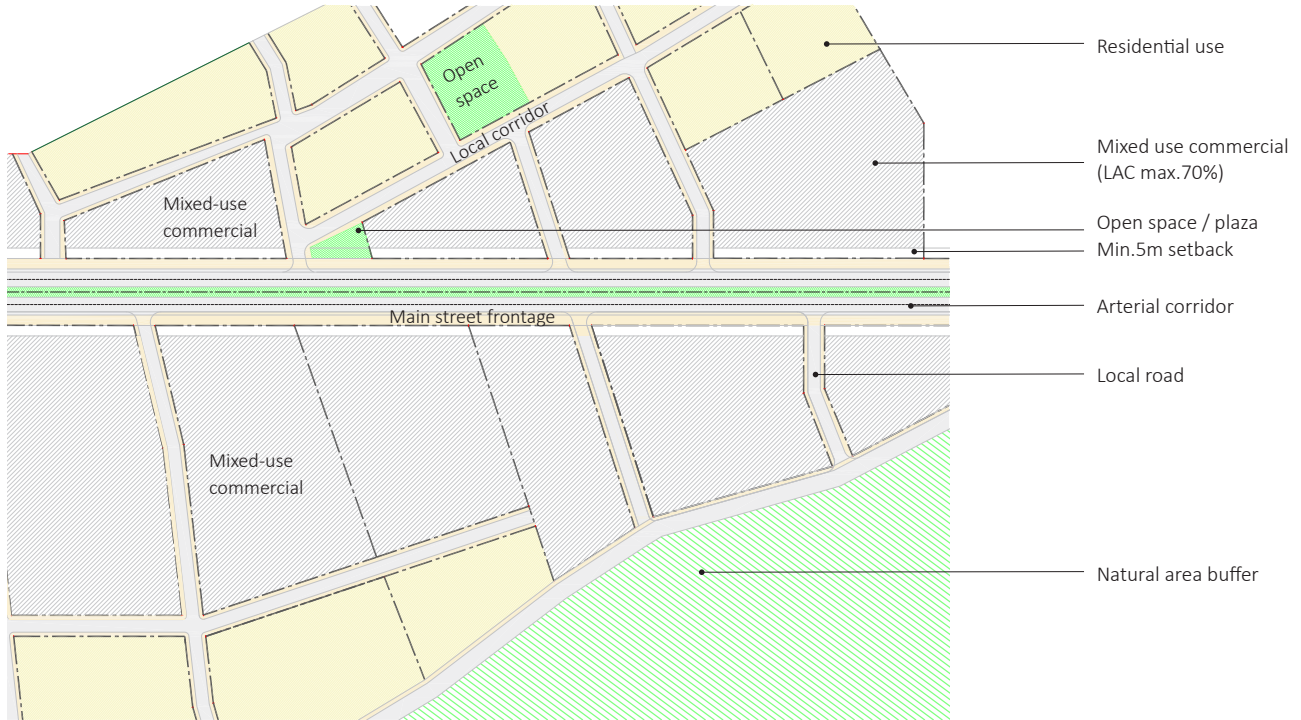 Open
space
Local corridor
Mixed-use
commercial
Main street frontage
Mixed-use
commercial
Residential use
Mixed use commercial
(LAC max.70%)
Open space / plaza
Min.5m setback
Arterial corridor
Local road
Natural area buffer